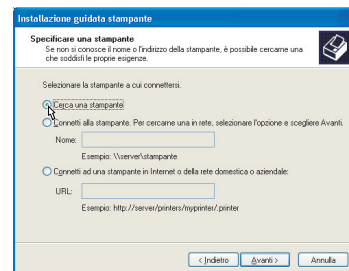 Installazione guidata stampante
Specificare una stampante
Se non si conosce il nome o l'indirizzo della stampante, è possibile cercarne una
che soddisfi le proprie esigenze.
Selezionare la stampante a cui connettersi.
Cerca una stampante
Connetti alla stampante. Per cercarne una in rete, selezionare l'opzione e scegliere Avanti.
Nome:
Esempio: \\server\stampante
Connetti ad una stampante in Internet o della rete domestica o aziendale:
URL:
Esempio: http://server/printers/myprinter/.printer
< Indietro
Avanti >
Annulla